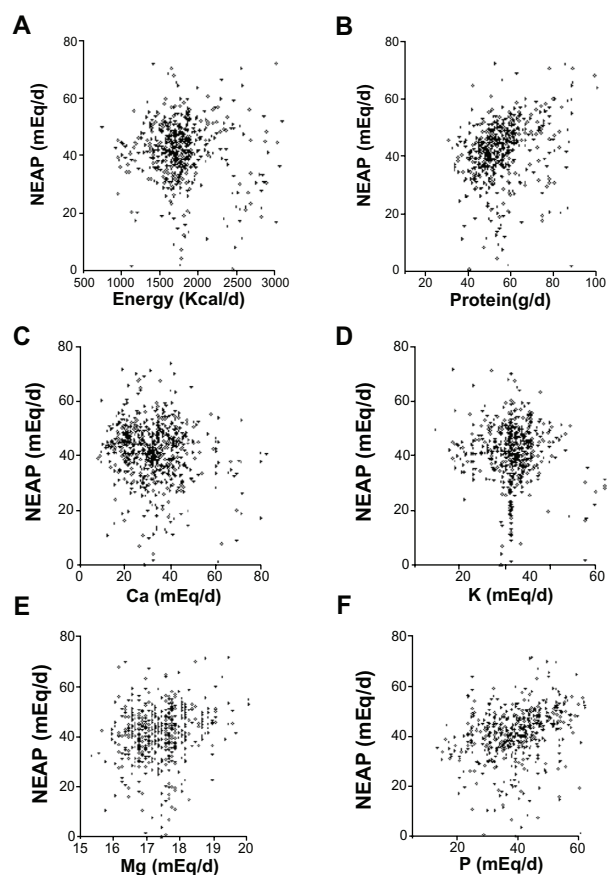 A
80
60
40
20
0
NEAP (mEq/d)
500 1000 1500 2000 2500 3000
Energy (Kcal/d)
B
80
60
40
20
0
NEAP (mEq/d)
20 40 60 80 100
Protein(g/d)
C
80
60
40
20
0
NEAP (mEq/d)
0 20 40 60 80
Ca (mEq/d)
D
80
60
40
20
0
NEAP (mEq/d)
20 40 40 60
K (mEq/d)
E
80
60
40
20
0
NEAP (mEq/d)
15 16 17 18 19 20
Mg (mEq/d)
F
80
60
40
20
0
NEAP (mEq/d)
20 40 60
P (mEq/d)